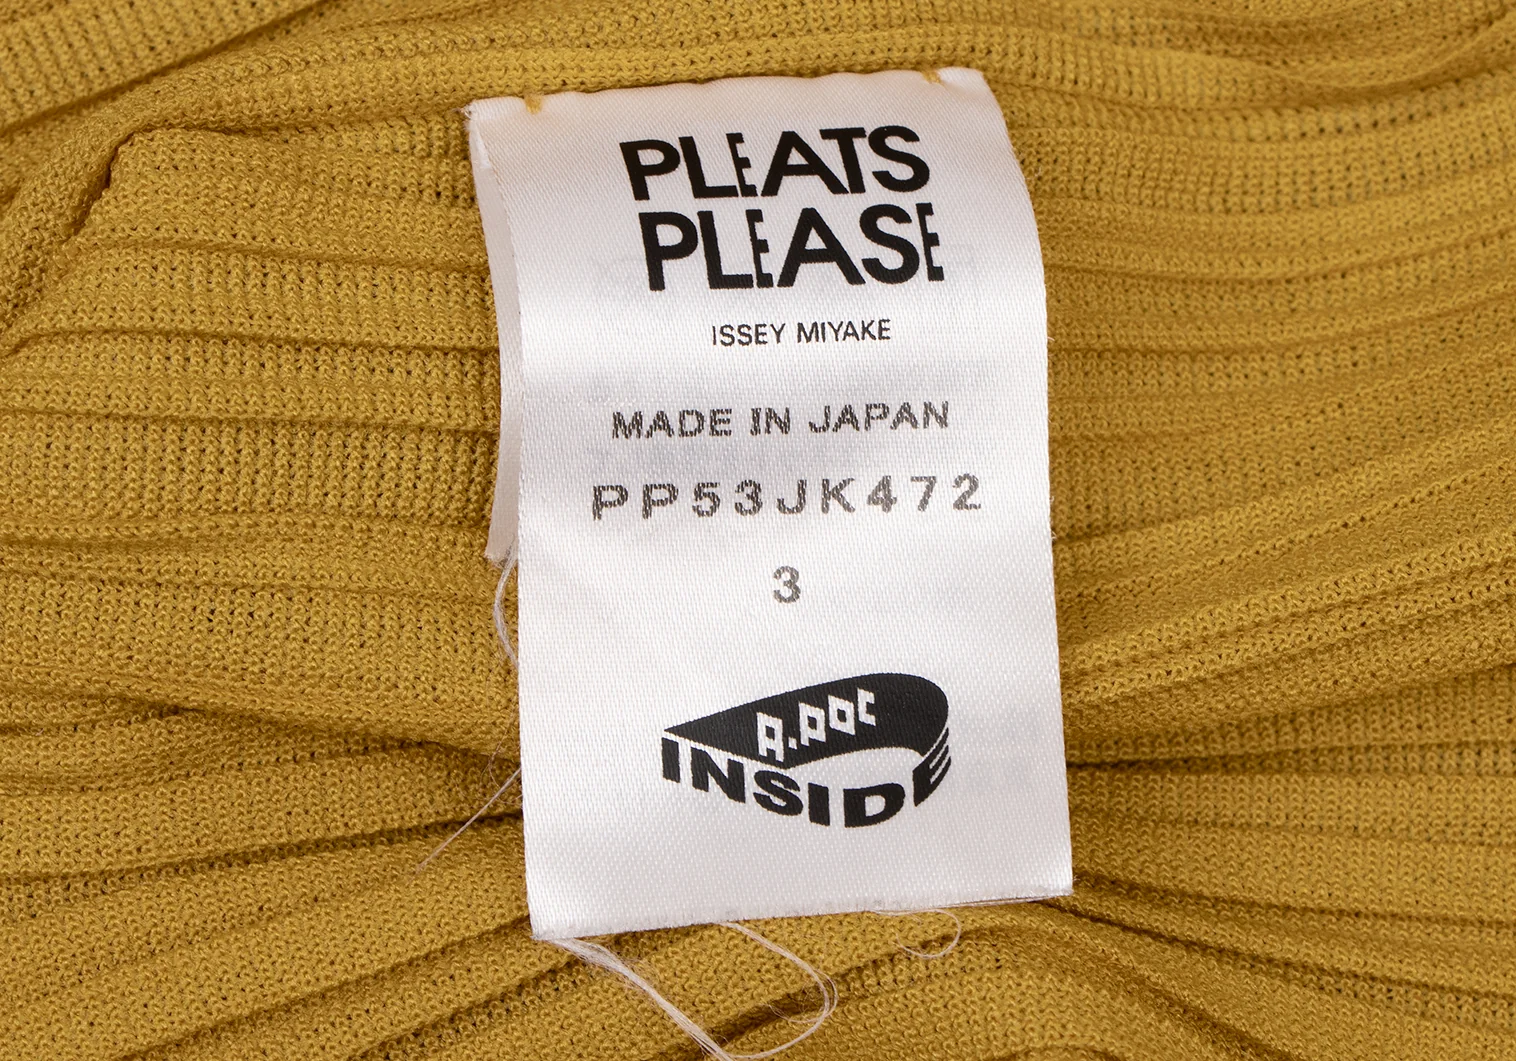 PLEATS
PLEASE
ISSEY MIYAKE
MADE IN JAPAN
PP53JK472
3
A.POC
INSIDE